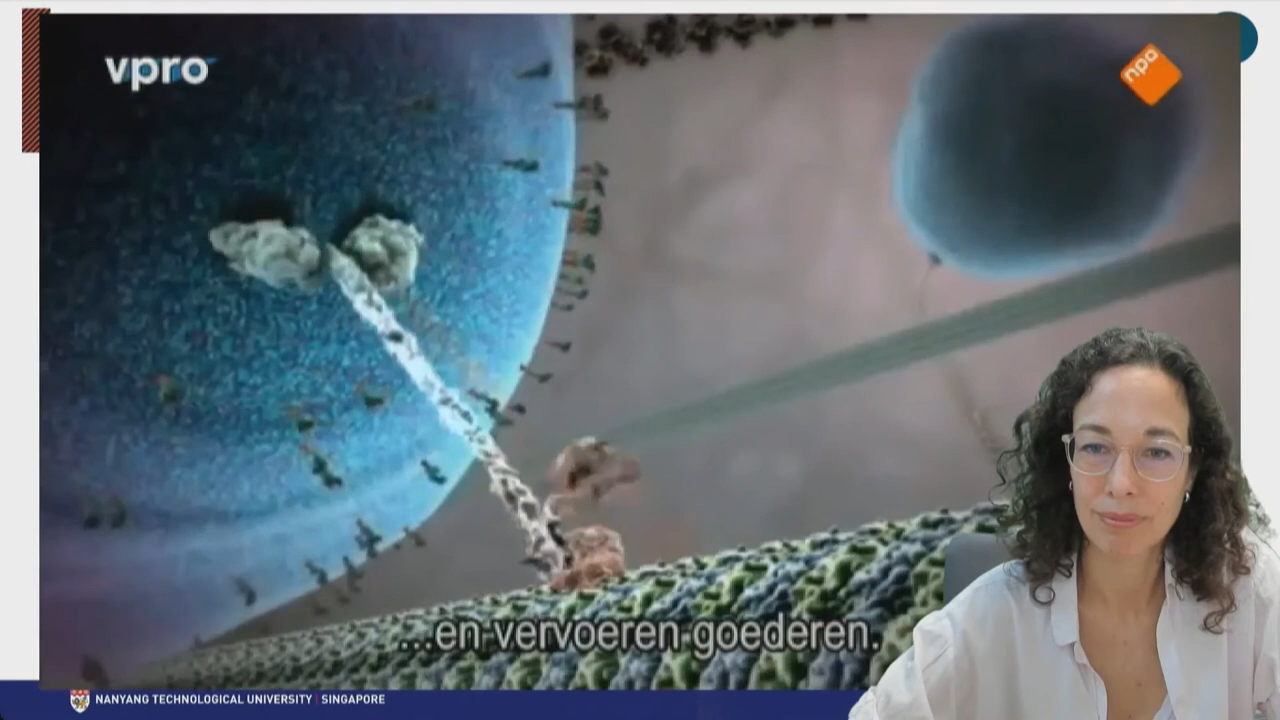 vpro
npo
...en vervoeren goederen.
NANYANG TECHNOLOGICAL UNIVERSITY | SINGAPORE